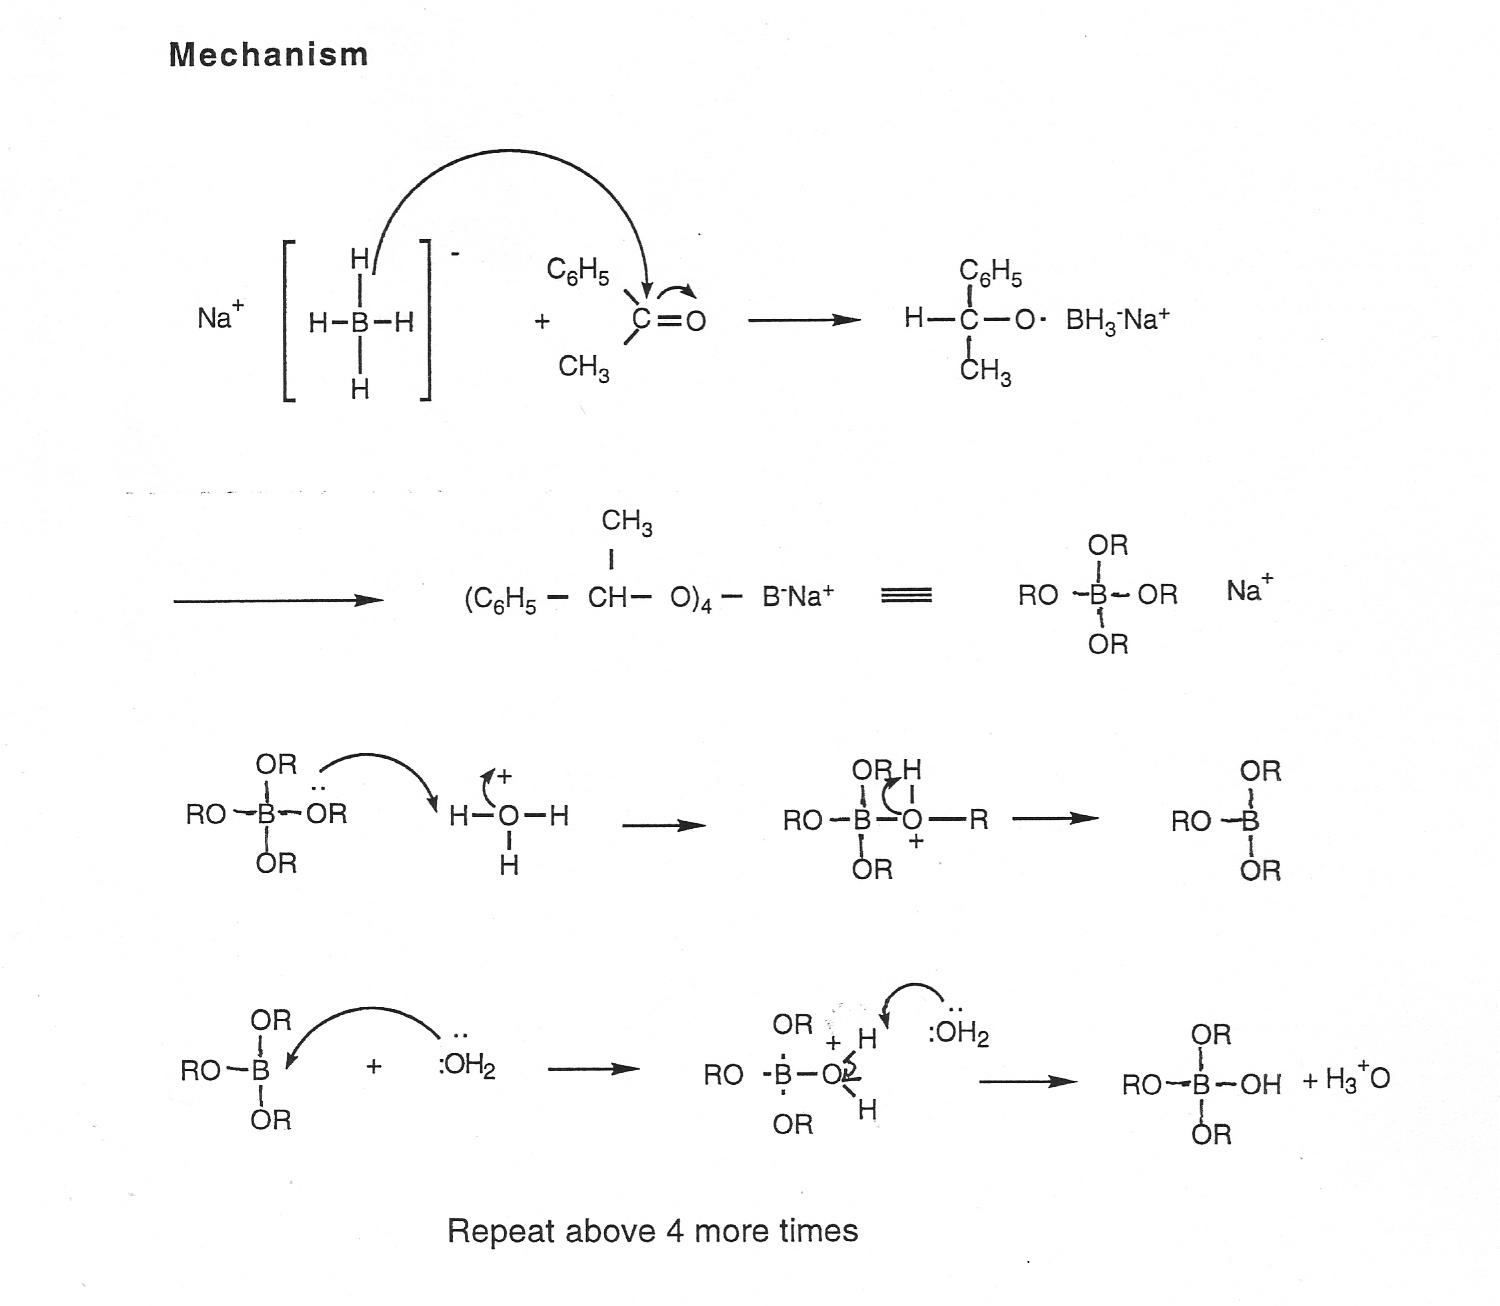 Mechanism
Na⁺ [ H H–B–H H ]⁻ + C₆H₅ C=O CH₃ → C₆H₅ H–C–O· BH₃⁻Na⁺ CH₃
→ CH₃ (C₆H₅ – CH – O)₄ – B⁻Na⁺ ≡ OR RO–B–OR OR Na⁺
OR RO–B–OR OR H–O–H + H → OR H RO–B–O–R + OR → OR RO–B OR
OR RO–B OR + :OH₂ → OR RO–B–O + H H OR :OH₂ → OR RO–B–OH OR + H₃⁺O
Repeat above 4 more times